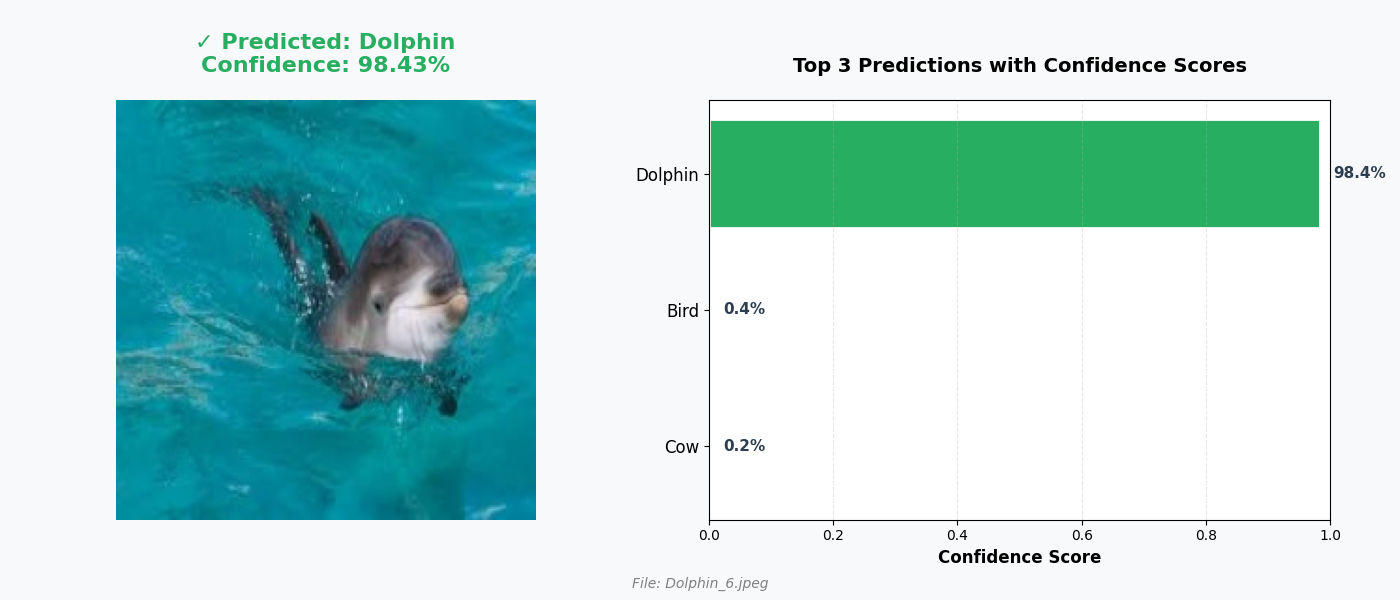 ✓ Predicted: Dolphin
Confidence: 98.43%
Top 3 Predictions with Confidence Scores
Dolphin
98.4%
Bird
0.4%
Cow
0.2%
0.0 0.2 0.4 0.6 0.8 1.0
Confidence Score
File: Dolphin_6.jpeg